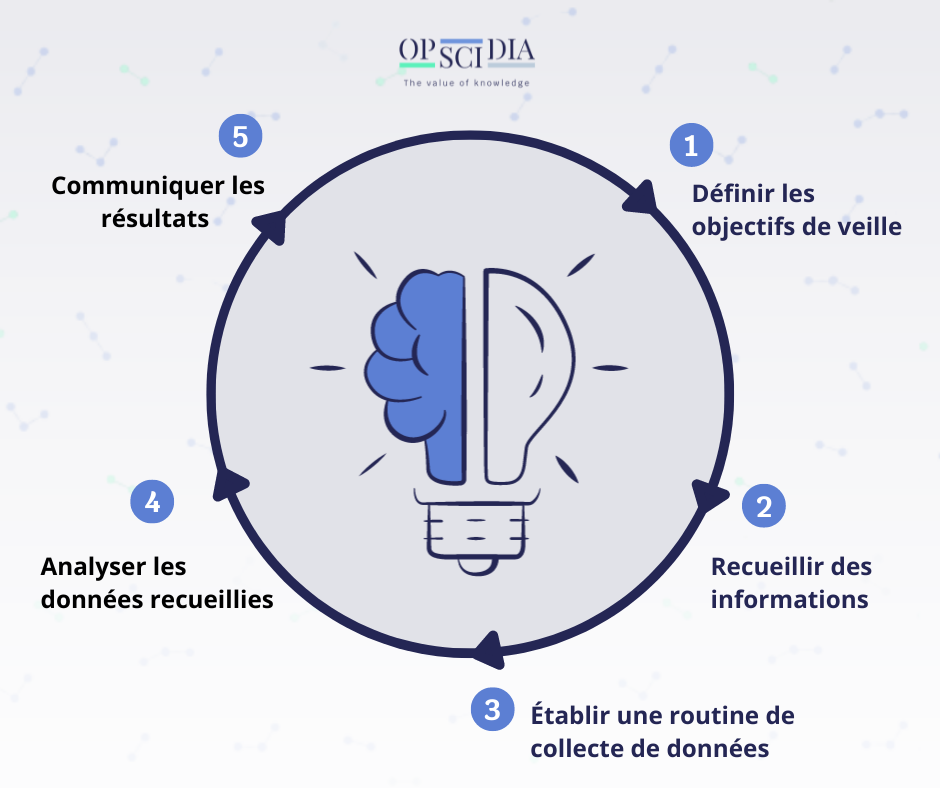 OPSCIDIA
The value of knowledge
1
Définir les
objectifs de veille
2
Recueillir des
informations
3
Établir une routine de
collecte de données
4
Analyser les
données recueillies
5
Communiquer les
résultats